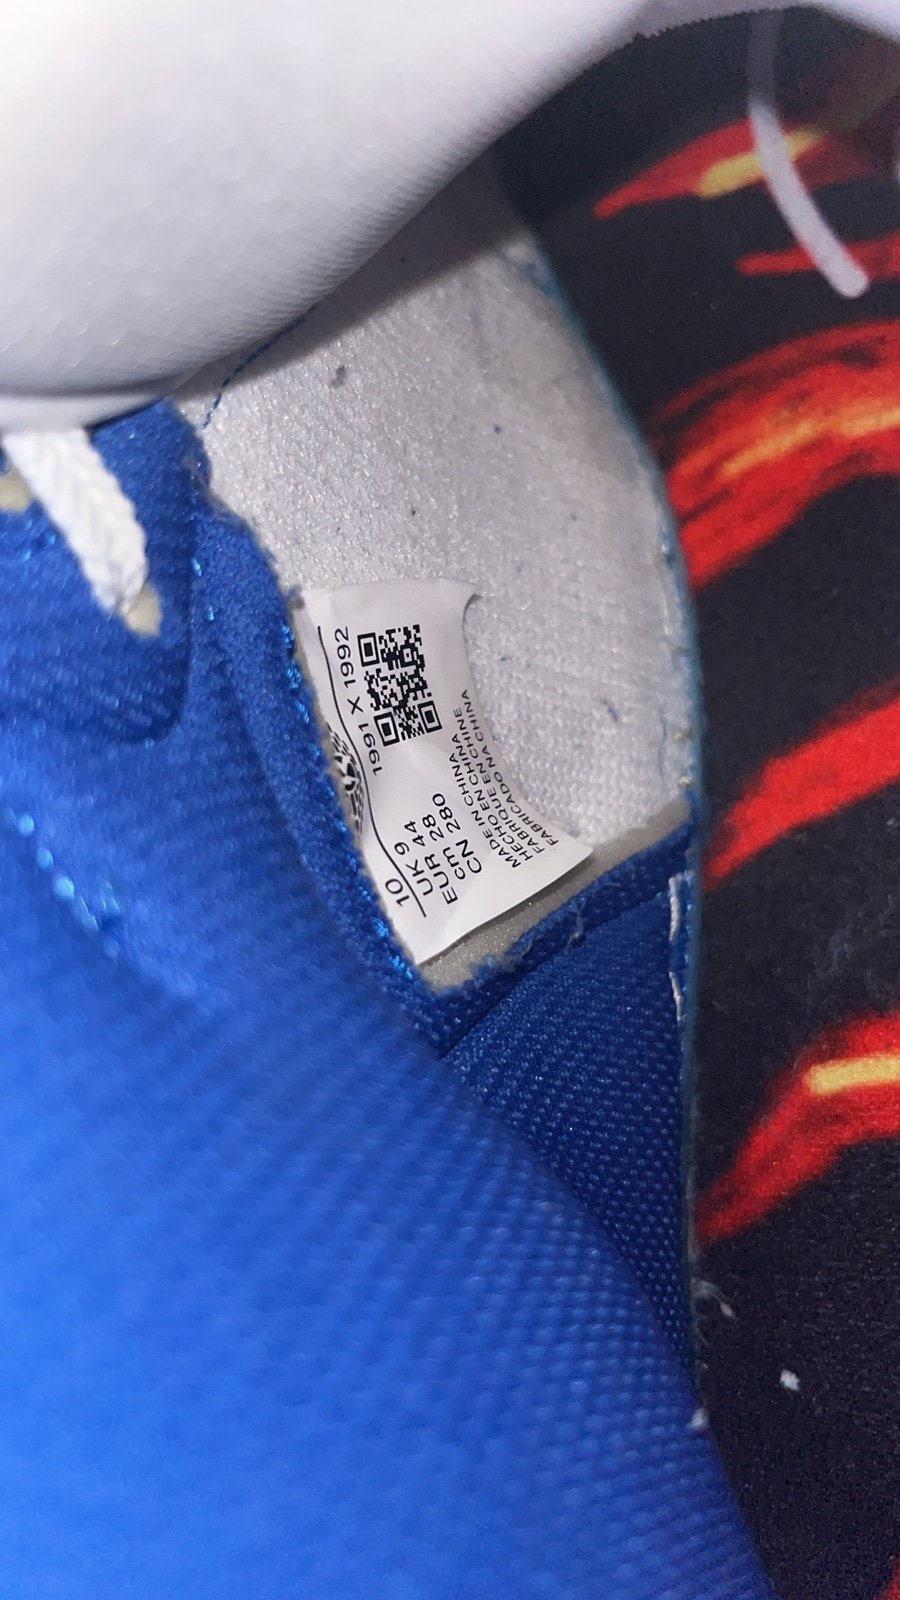 1991 X 1992
10
UK 9
EUR 44
cm 28
CN 280
MADE IN CHINA
HECHO EN CHINA
FABRIQUE EN CHINE
FABRICADO NA CHINA